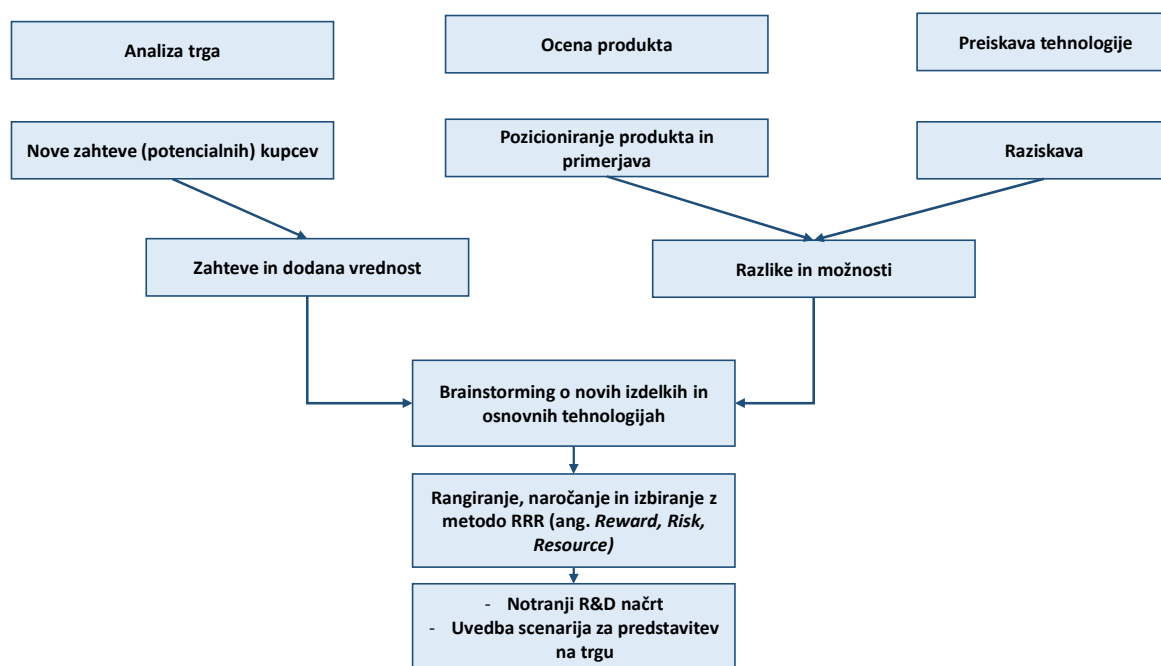 Analiza trga
Ocena produkta
Preiskava tehnologije
Nove zahteve (potencialnih) kupcev
Pozicioniranje produkta in
primerjava
Raziskava
Zahteve in dodana vrednost
Razlike in možnosti
Brainstorming o novih izdelkih in
osnovnih tehnologijah
Rangiranje, naročanje in izbiranje z
metodo RRR (ang. Reward, Risk,
Resource)
- Notranji R&D načrt
- Uvedba scenarija za predstavitev
na trgu